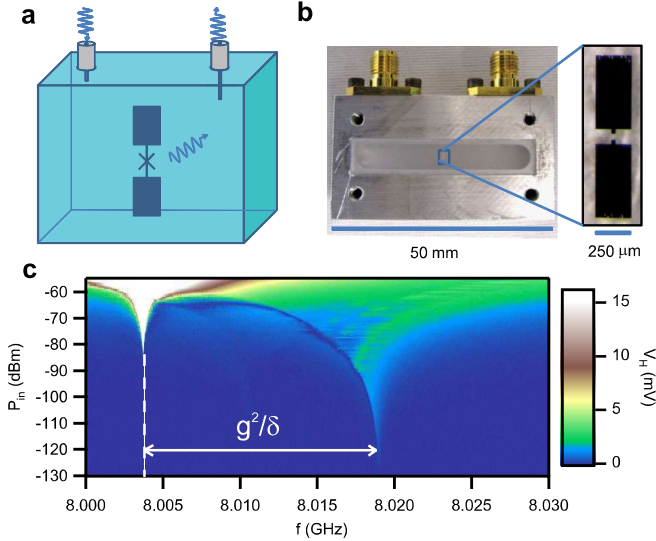 a
b
50 mm
250 μm
c
-60
-70
-80
-90
-100
-110
-120
-130
P_in (dBm)
g²/δ
8.000
8.005
8.010
8.015
8.020
8.025
8.030
f (GHz)
15
10
5
0
V_H (mV)